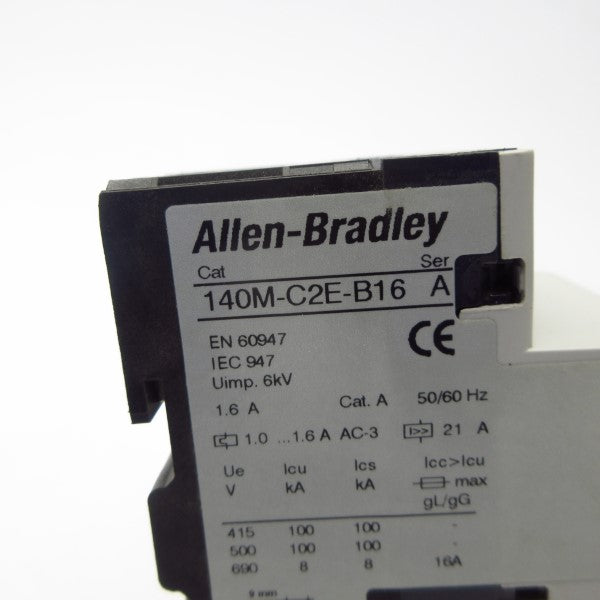 Allen-Bradley
Cat Ser
140M-C2E-B16 A
EN 60947
IEC 947
Uimp. 6kV
1.6 A Cat. A 50/60 Hz
1.0 ...1.6 A AC-3 I>> 21 A
Ue Icu Ics Icc>Icu
V kA kA max
gL/gG
415 100 100 -
500 100 100 -
690 8 8 16A
9 mm